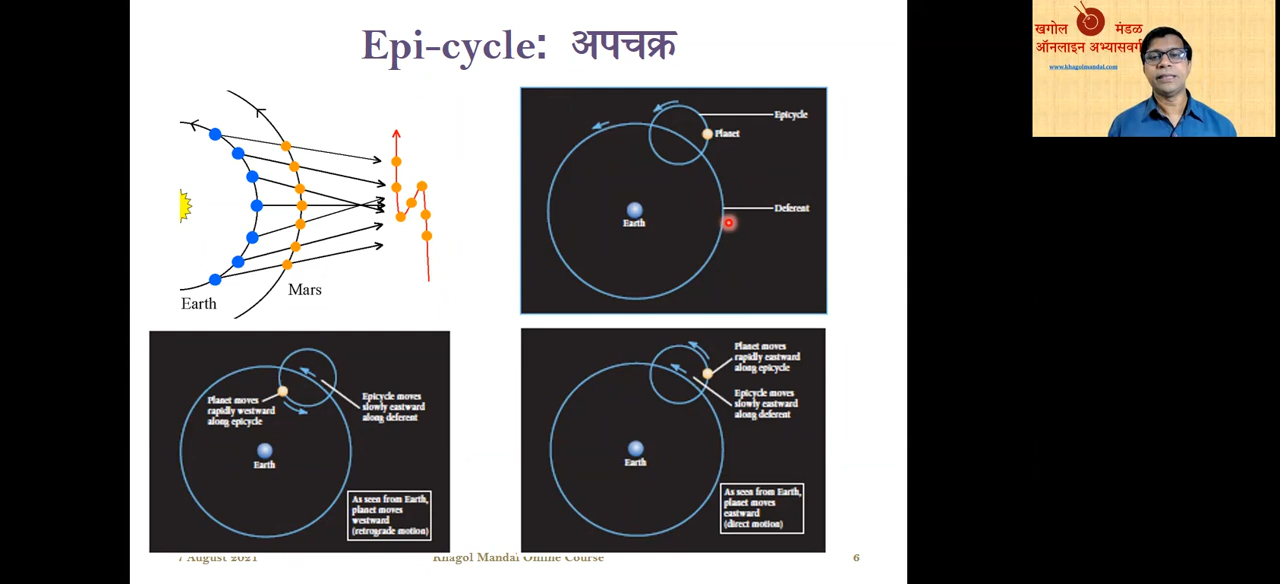 Epi-cycle: अपचक्र
Earth
Mars
Epicycle
Planet
Deferent
Earth
Planet moves
rapidly westward
along epicycle
Epicycle moves
slowly eastward
along deferent
Earth
As seen from Earth,
planet moves
westward
(retrograde motion)
Planet moves
rapidly eastward
along epicycle
Epicycle moves
slowly eastward
along deferent
Earth
As seen from Earth,
planet moves
eastward
(direct motion)
7 August 2021
Khagol Mandal Online Course
6
खगोल मंडळ
ऑनलाइन अभ्यासवर्ग
www.khagolmandal.com